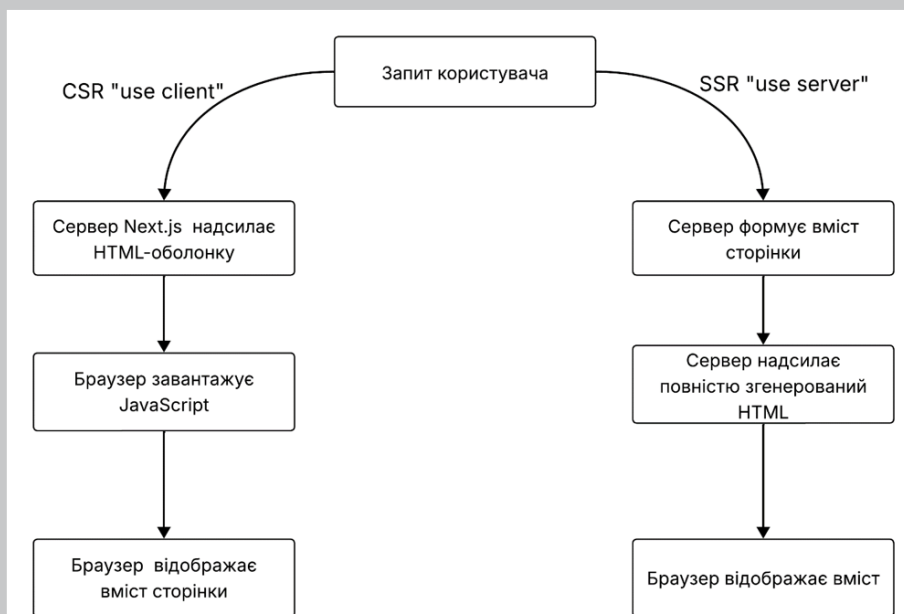 Запит користувача
CSR "use client"
SSR "use server"
Сервер Next.js надсилає
HTML-оболонку
Сервер формує вміст
сторінки
Браузер завантажує
JavaScript
Сервер надсилає
повністю згенерований
HTML
Браузер відображає
вміст сторінки
Браузер відображає вміст